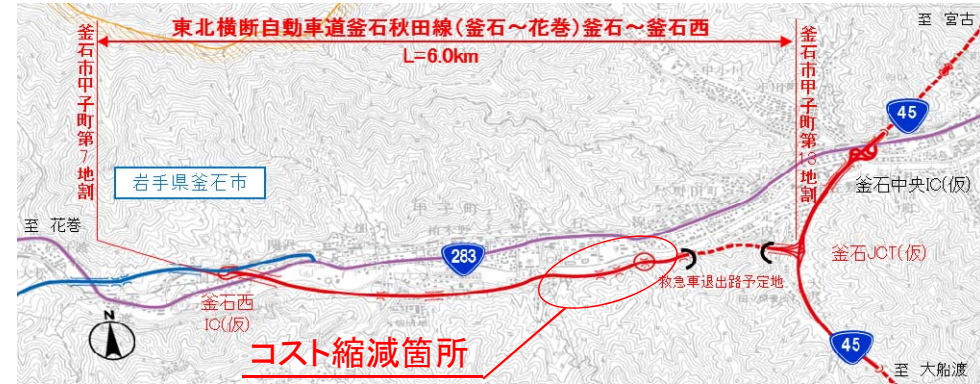 東北横断自動車道釜石秋田線(釜石～花巻)釜石～釜石西
L=6.0km
至 宮古
釜石市甲子町第7地割
釜石市甲子町第13地割
45
岩手県釜石市
釜石中央IC(仮)
至 花巻
甲子町
283
釜石JCT(仮)
救急車退出路予定地
釜石西
IC(仮)
コスト縮減箇所
N
45
至 大船渡